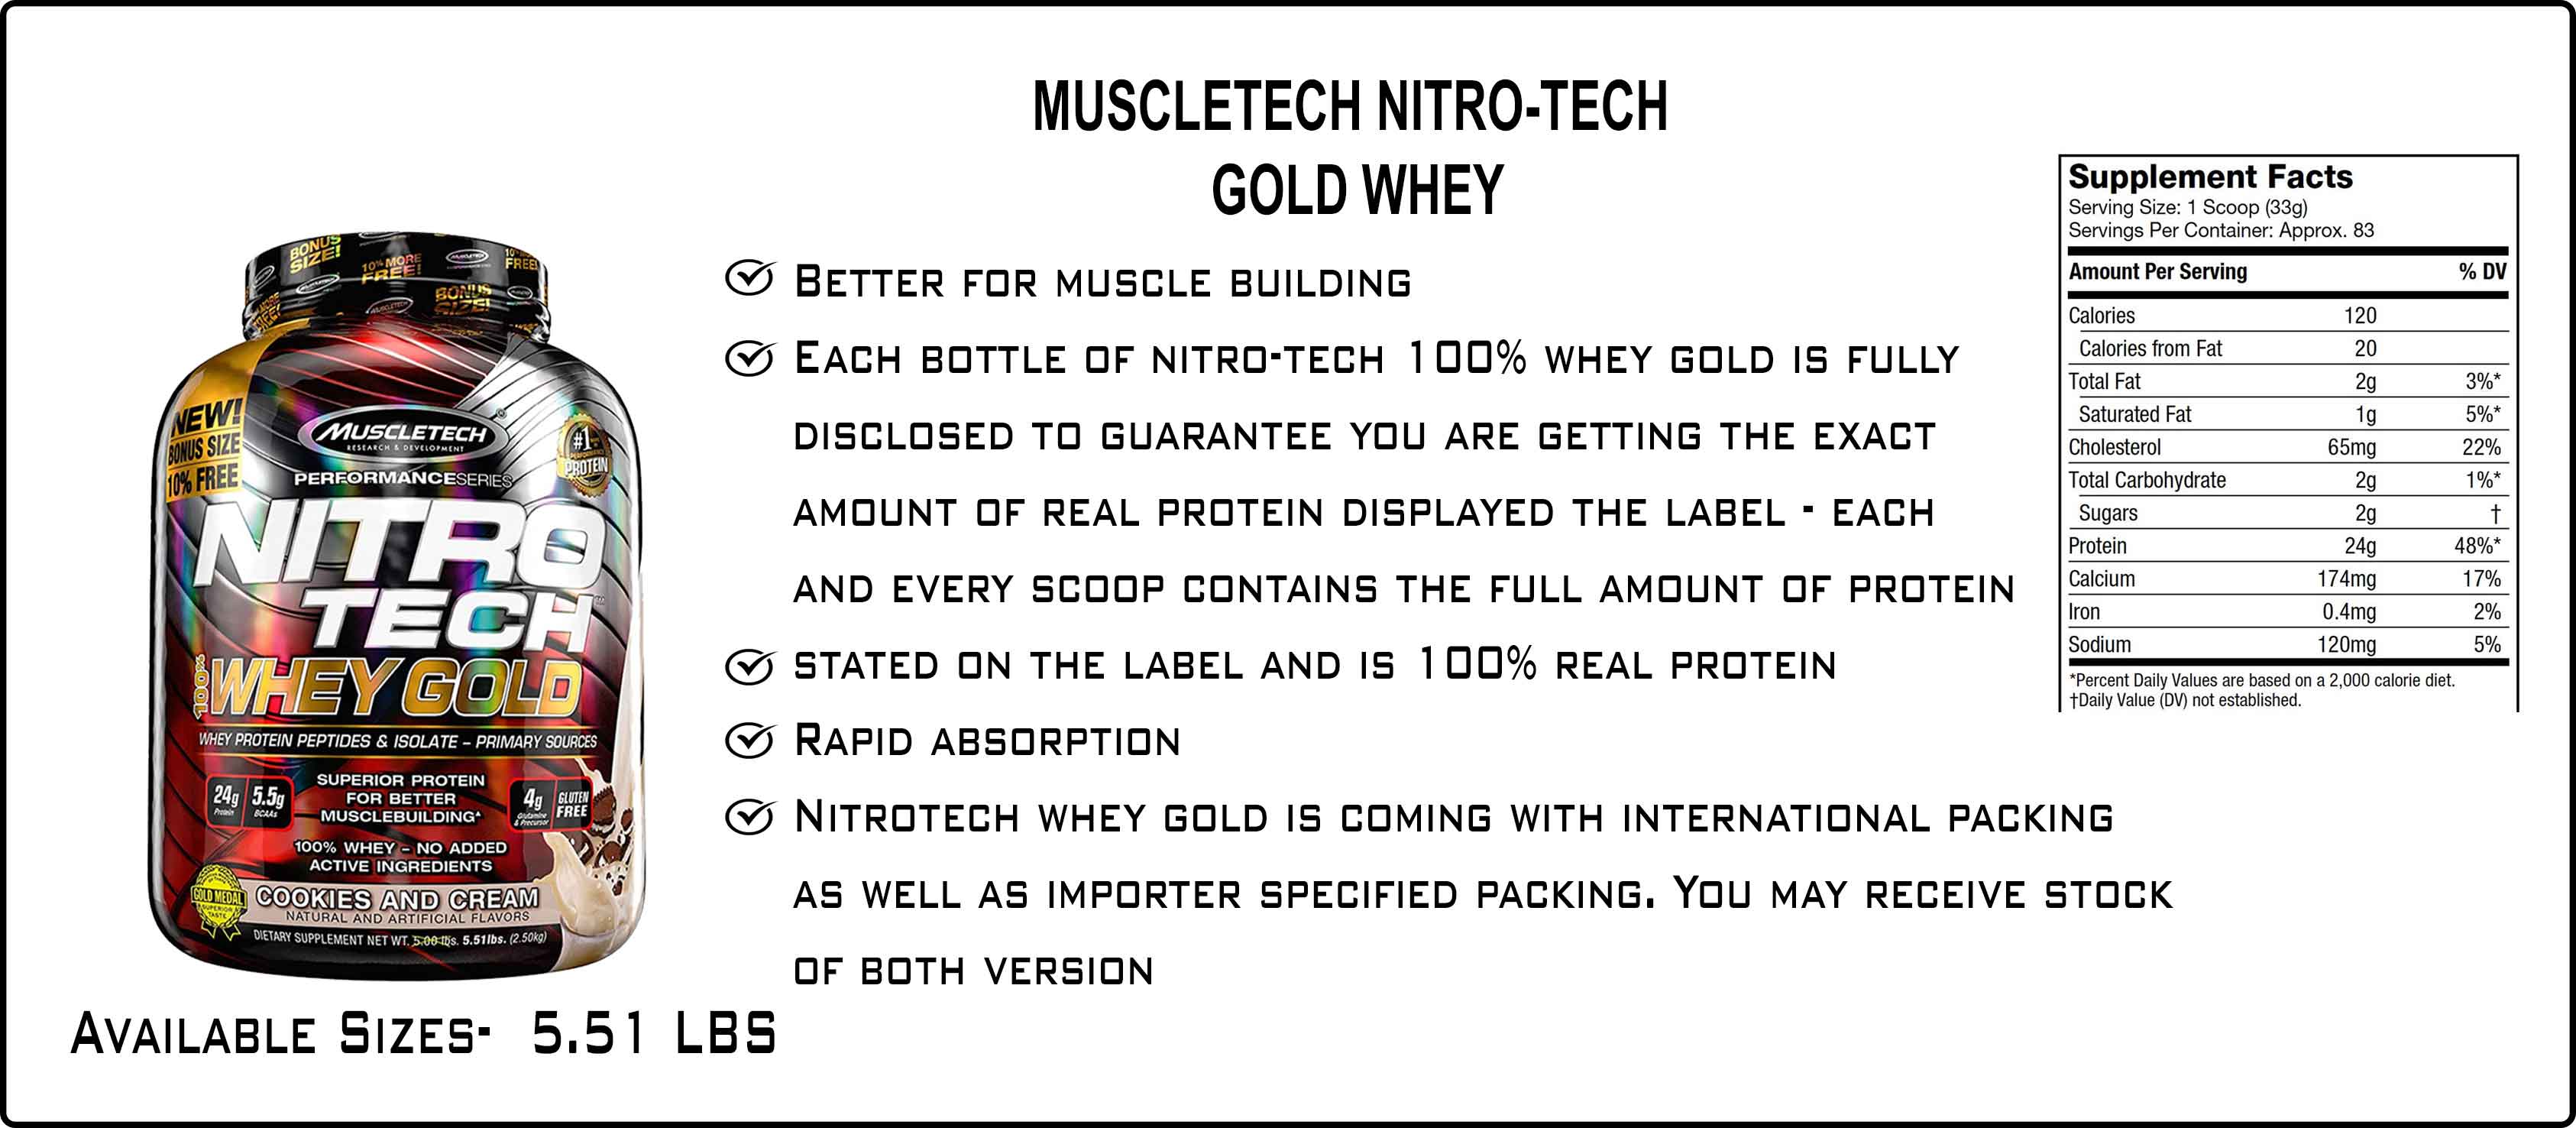 MUSCLETECH NITRO-TECH
GOLD WHEY
BETTER FOR MUSCLE BUILDING
EACH BOTTLE OF NITRO-TECH 100% WHEY GOLD IS FULLY
DISCLOSED TO GUARANTEE YOU ARE GETTING THE EXACT
AMOUNT OF REAL PROTEIN DISPLAYED THE LABEL - EACH
AND EVERY SCOOP CONTAINS THE FULL AMOUNT OF PROTEIN
STATED ON THE LABEL AND IS 100% REAL PROTEIN
RAPID ABSORPTION
NITROTECH WHEY GOLD IS COMING WITH INTERNATIONAL PACKING
AS WELL AS IMPORTER SPECIFIED PACKING. YOU MAY RECEIVE STOCK
OF BOTH VERSION
BONUS
SIZE!
10% MORE
FREE!
MUSCLETECH
10%
FREE!
BONUS
SIZE!
NEW!
BONUS SIZE
10% FREE
MUSCLETECH
RESEARCH & DEVELOPMENT
#1
PERFORMANCE
PROTEIN
PERFORMANCESERIES
NITRO
TECH
100%
WHEY GOLD
WHEY PROTEIN PEPTIDES & ISOLATE – PRIMARY SOURCES
24g
Protein
5.5g
BCAAs
SUPERIOR PROTEIN
FOR BETTER
MUSCLEBUILDING*
4g
Glutamine
& Precursor
GLUTEN
FREE
100% WHEY – NO ADDED
ACTIVE INGREDIENTS
GOLD MEDAL
SUPERIOR
TASTE
COOKIES AND CREAM
NATURAL AND ARTIFICIAL FLAVORS
DIETARY SUPPLEMENT NET WT. 5.00 lbs. 5.51lbs. (2.50kg)
AVAILABLE SIZES- 5.51 LBS
Supplement Facts
Serving Size: 1 Scoop (33g)
Servings Per Container: Approx. 83
Amount Per Serving % DV
Calories 120
Calories from Fat 20
Total Fat 2g 3%*
Saturated Fat 1g 5%*
Cholesterol 65mg 22%
Total Carbohydrate 2g 1%*
Sugars 2g †
Protein 24g 48%*
Calcium 174mg 17%
Iron 0.4mg 2%
Sodium 120mg 5%
*Percent Daily Values are based on a 2,000 calorie diet.
†Daily Value (DV) not established.